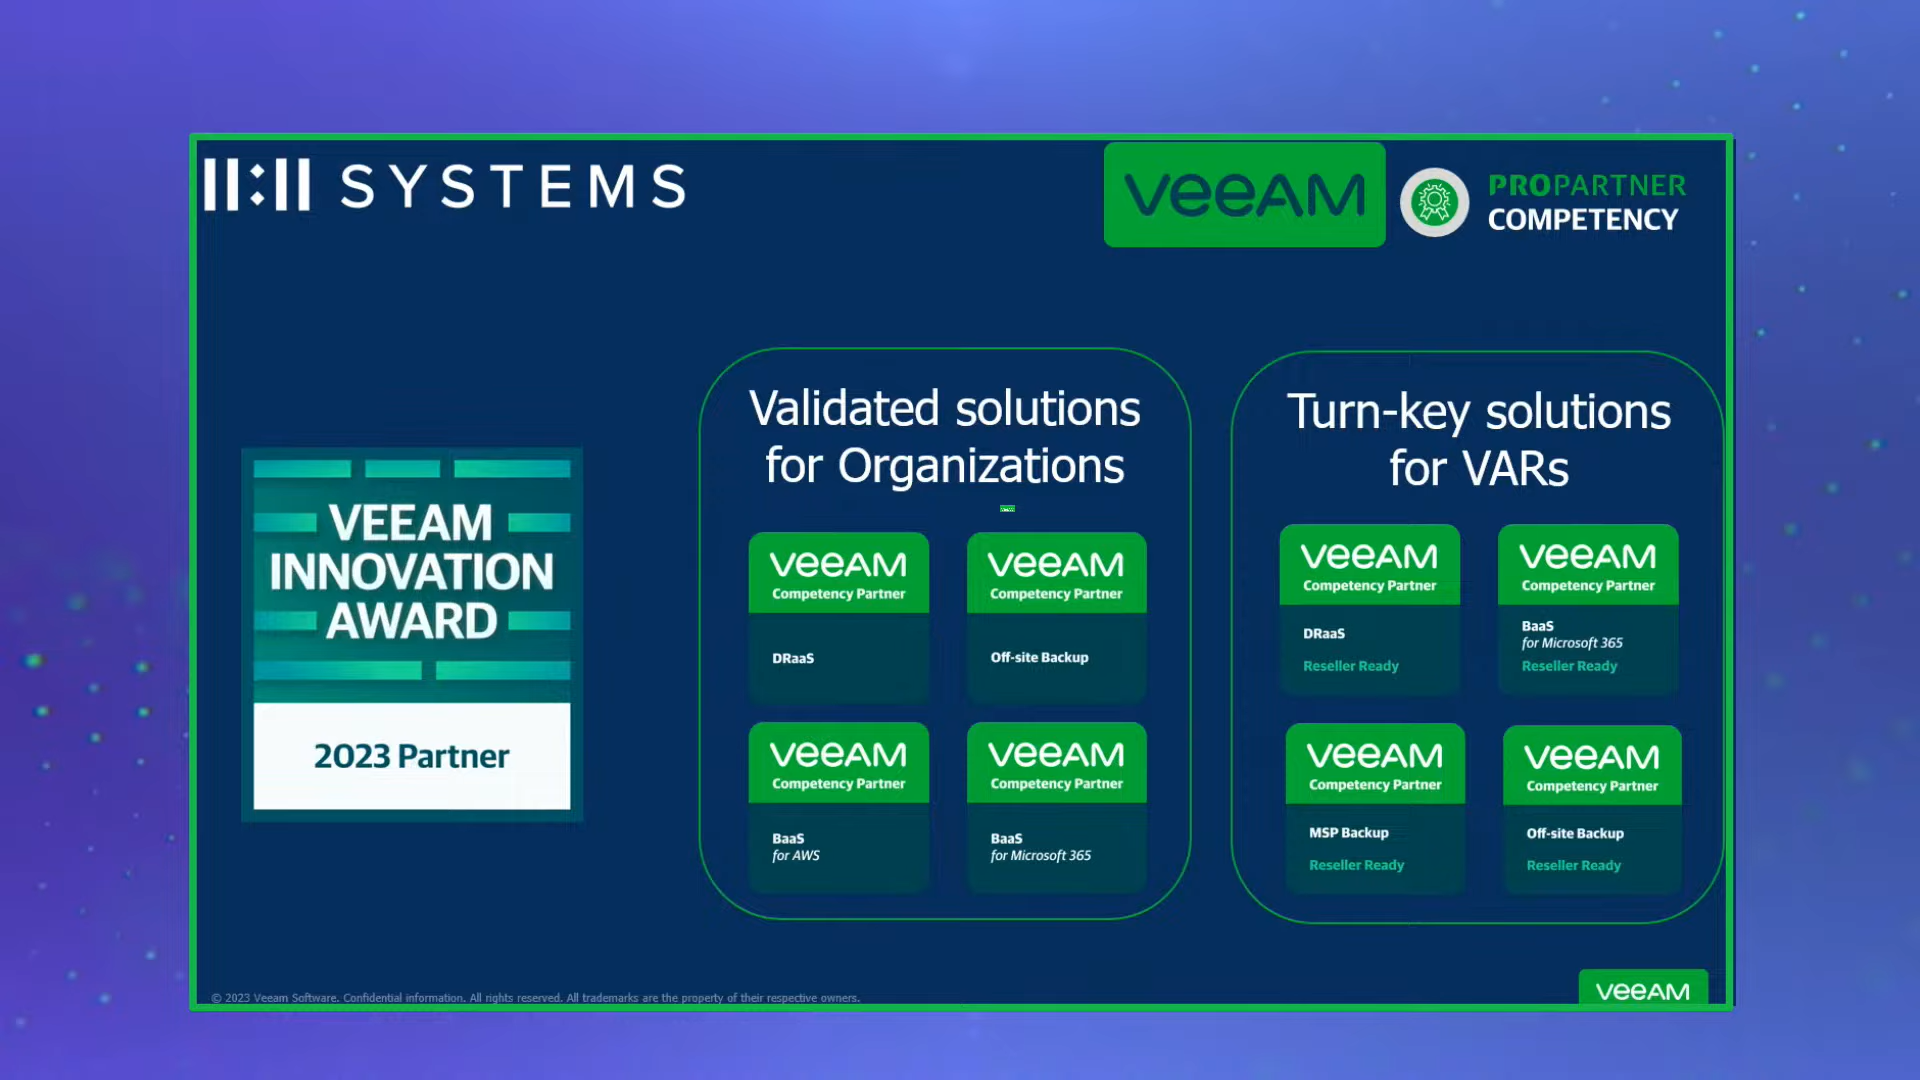 11:11 SYSTEMS
veeAM
PROPARTNER
COMPETENCY
VEEAM
INNOVATION
AWARD
2023 Partner
Validated solutions
for Organizations
veeAM
Competency Partner
DRaaS
veeAM
Competency Partner
Off-site Backup
veeAM
Competency Partner
BaaS
for AWS
veeAM
Competency Partner
BaaS
for Microsoft 365
Turn-key solutions
for VARs
veeAM
Competency Partner
DRaaS
Reseller Ready
veeAM
Competency Partner
BaaS
for Microsoft 365
Reseller Ready
veeAM
Competency Partner
MSP Backup
Reseller Ready
veeAM
Competency Partner
Off-site Backup
Reseller Ready
© 2023 Veeam Software. Confidential information. All rights reserved. All trademarks are the property of their respective owners.
veeAM